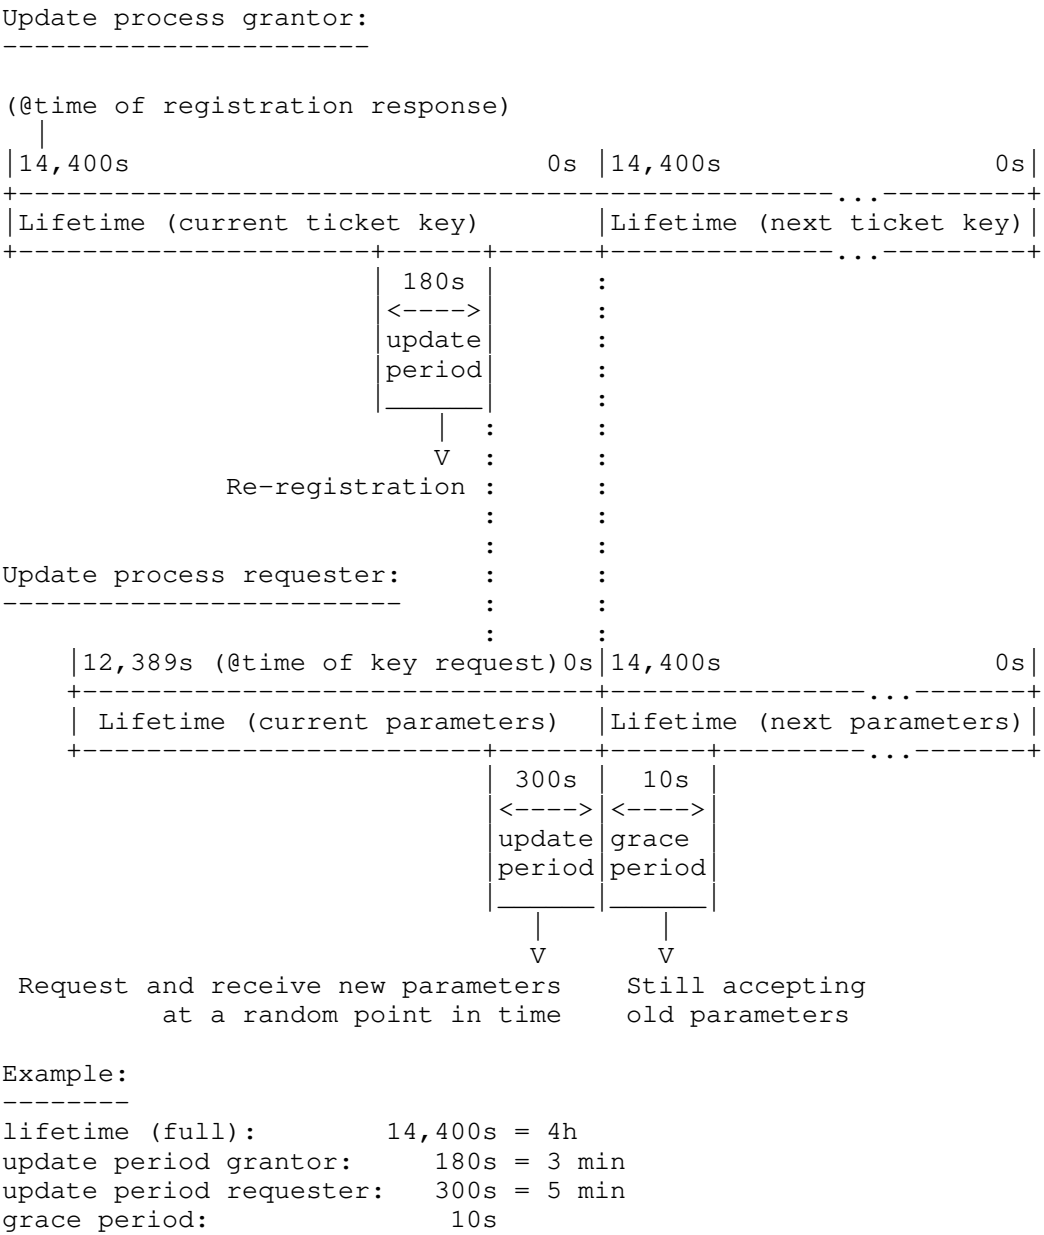 Update process grantor:
-----------------------
(@time of registration response)
|
|14,400s                          0s |14,400s                 0s|
+---------------------------------------------------...---------+
|Lifetime (current ticket key)       |Lifetime (next ticket key)|
+----------------------+------+------+--------------...---------+
| 180s |      :
|<---->|      :
|update|      :
|period|      :
|______|      :
|  :      :
V  :      :
Re-registration :      :
:      :
:      :
Update process requester:     :      :
-------------------------     :      :
:      :
|12,389s (@time of key request)0s|14,400s                 0s|
+--------------------------------+----------------...-------+
| Lifetime (current parameters)  |Lifetime (next parameters)|
+-------------------------+------+------+---------...-------+
| 300s |  10s |
|<---->|<---->|
|update|grace |
|period|period|
|______|______|
|       |
V       V
Request and receive new parameters    Still accepting
at a random point in time    old parameters
Example:
--------
lifetime (full):        14,400s = 4h
update period grantor:     180s = 3 min
update period requester:   300s = 5 min
grace period:               10s